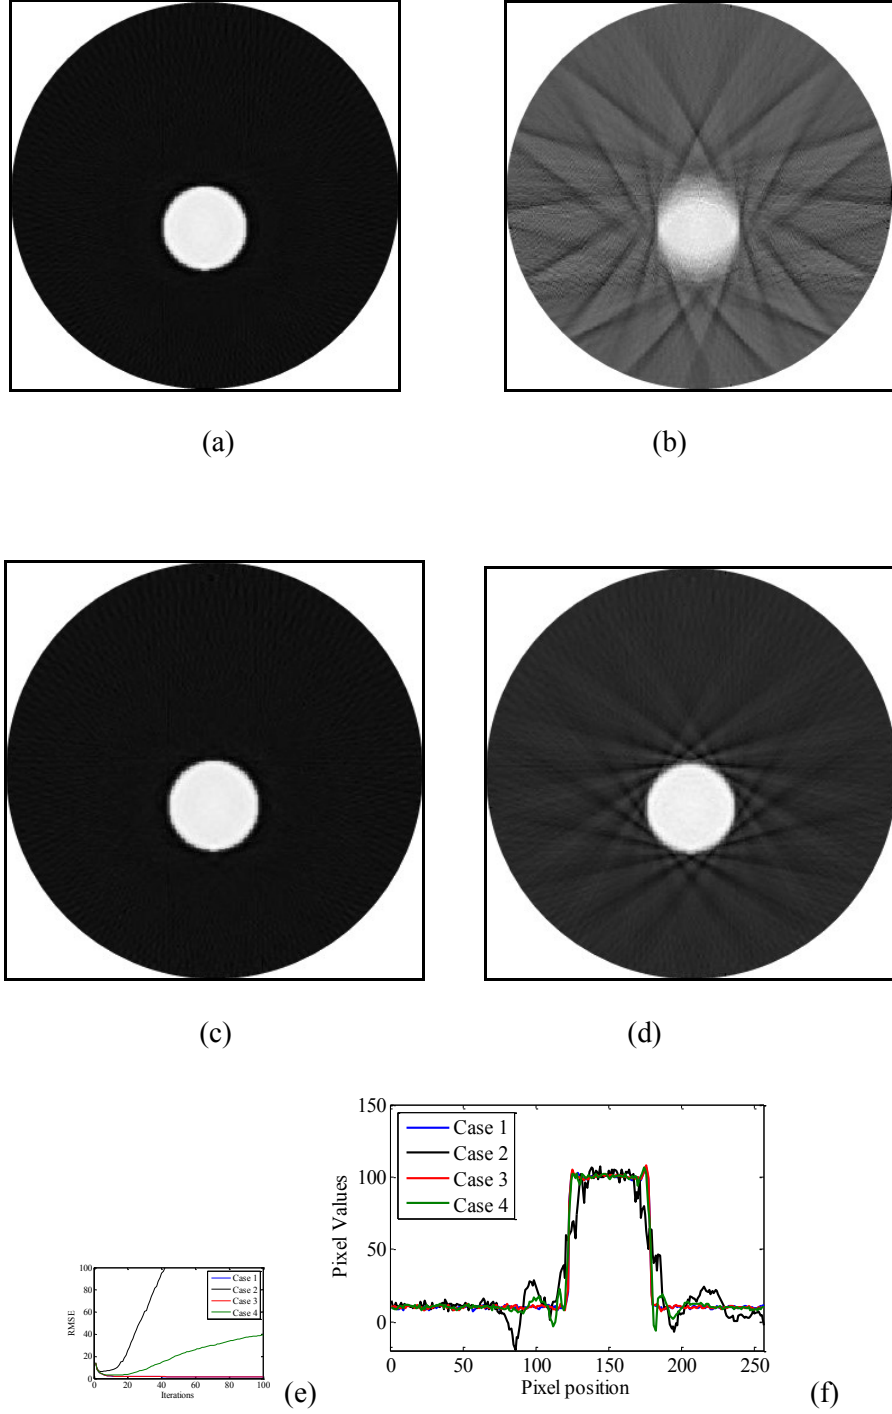 (a)
(b)
(c)
(d)
150
100
50
0
Pixel Values
Case 1
Case 2
Case 3
Case 4
0
50
100
150
200
250
Pixel position
(f)
100
80
60
40
20
0
RMSE
Case 1
Case 2
Case 3
Case 4
0
20
40
60
80
100
Iterations
(e)